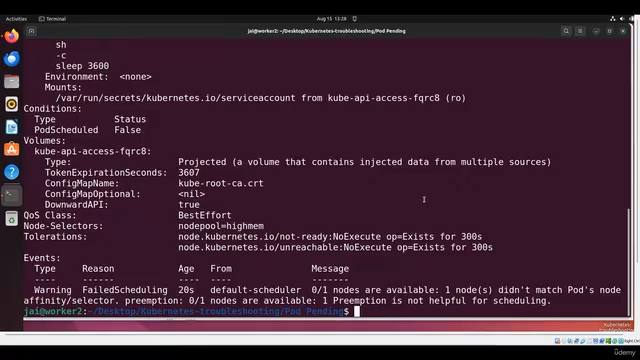 Activities
Terminal
Aug 15 13:28
jai@worker2: ~/Desktop/Kubernetes-troubleshooting/Pod Pending
sh
-c
sleep 3600
Environment: <none>
Mounts:
/var/run/secrets/kubernetes.io/serviceaccount from kube-api-access-fqrc8 (ro)
Conditions:
Type Status
PodScheduled False
Volumes:
kube-api-access-fqrc8:
Type: Projected (a volume that contains injected data from multiple sources)
TokenExpirationSeconds: 3607
ConfigMapName: kube-root-ca.crt
ConfigMapOptional: <nil>
DownwardAPI: true
QoS Class: BestEffort
Node-Selectors: nodepool=highmem
Tolerations: node.kubernetes.io/not-ready:NoExecute op=Exists for 300s
node.kubernetes.io/unreachable:NoExecute op=Exists for 300s
Events:
Type Reason Age From Message
---- ------ ---- ---- -------
Warning FailedScheduling 20s default-scheduler 0/1 nodes are available: 1 node(s) didn't match Pod's node
affinity/selector. preemption: 0/1 nodes are available: 1 Preemption is not helpful for scheduling.
jai@worker2:~/Desktop/Kubernetes-troubleshooting/Pod Pending$
Kubernetes-
Right Ctrl
ûdemy